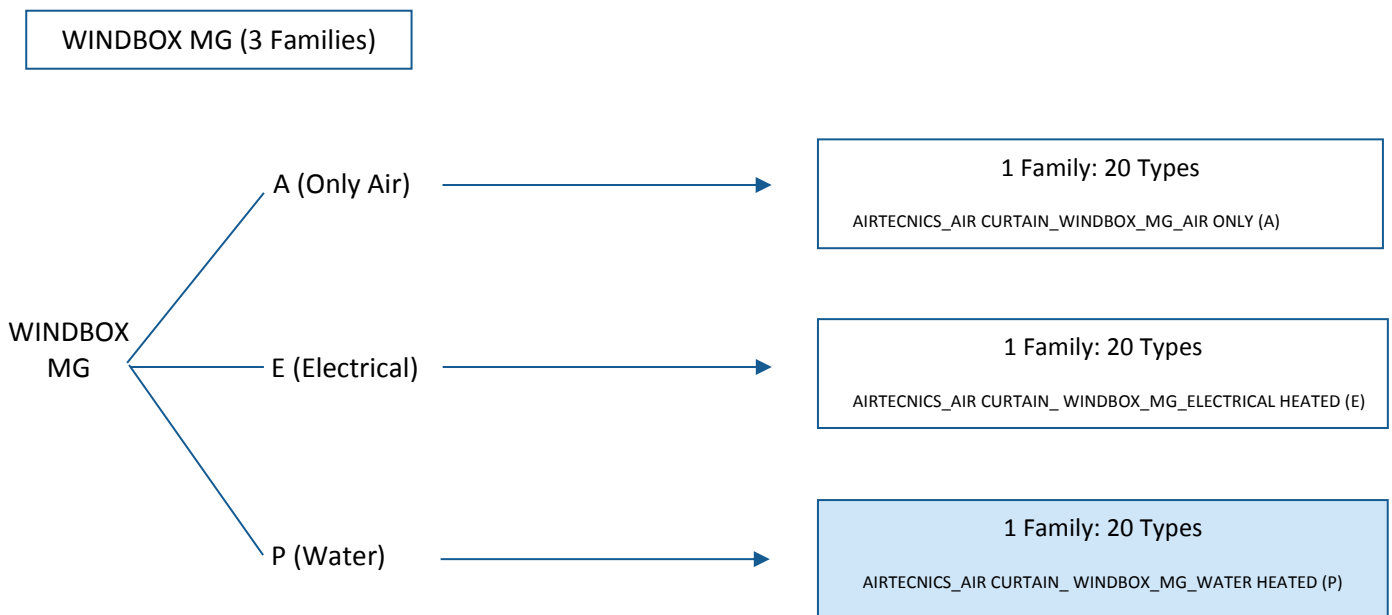 WINDBOX MG (3 Families)
A (Only Air)
1 Family: 20 Types
AIRTECNICS_AIR CURTAIN_WINDBOX_MG_AIR ONLY (A)
WINDBOX
MG
E (Electrical)
1 Family: 20 Types
AIRTECNICS_AIR CURTAIN_ WINDBOX_MG_ELECTRICAL HEATED (E)
P (Water)
1 Family: 20 Types
AIRTECNICS_AIR CURTAIN_ WINDBOX_MG_WATER HEATED (P)